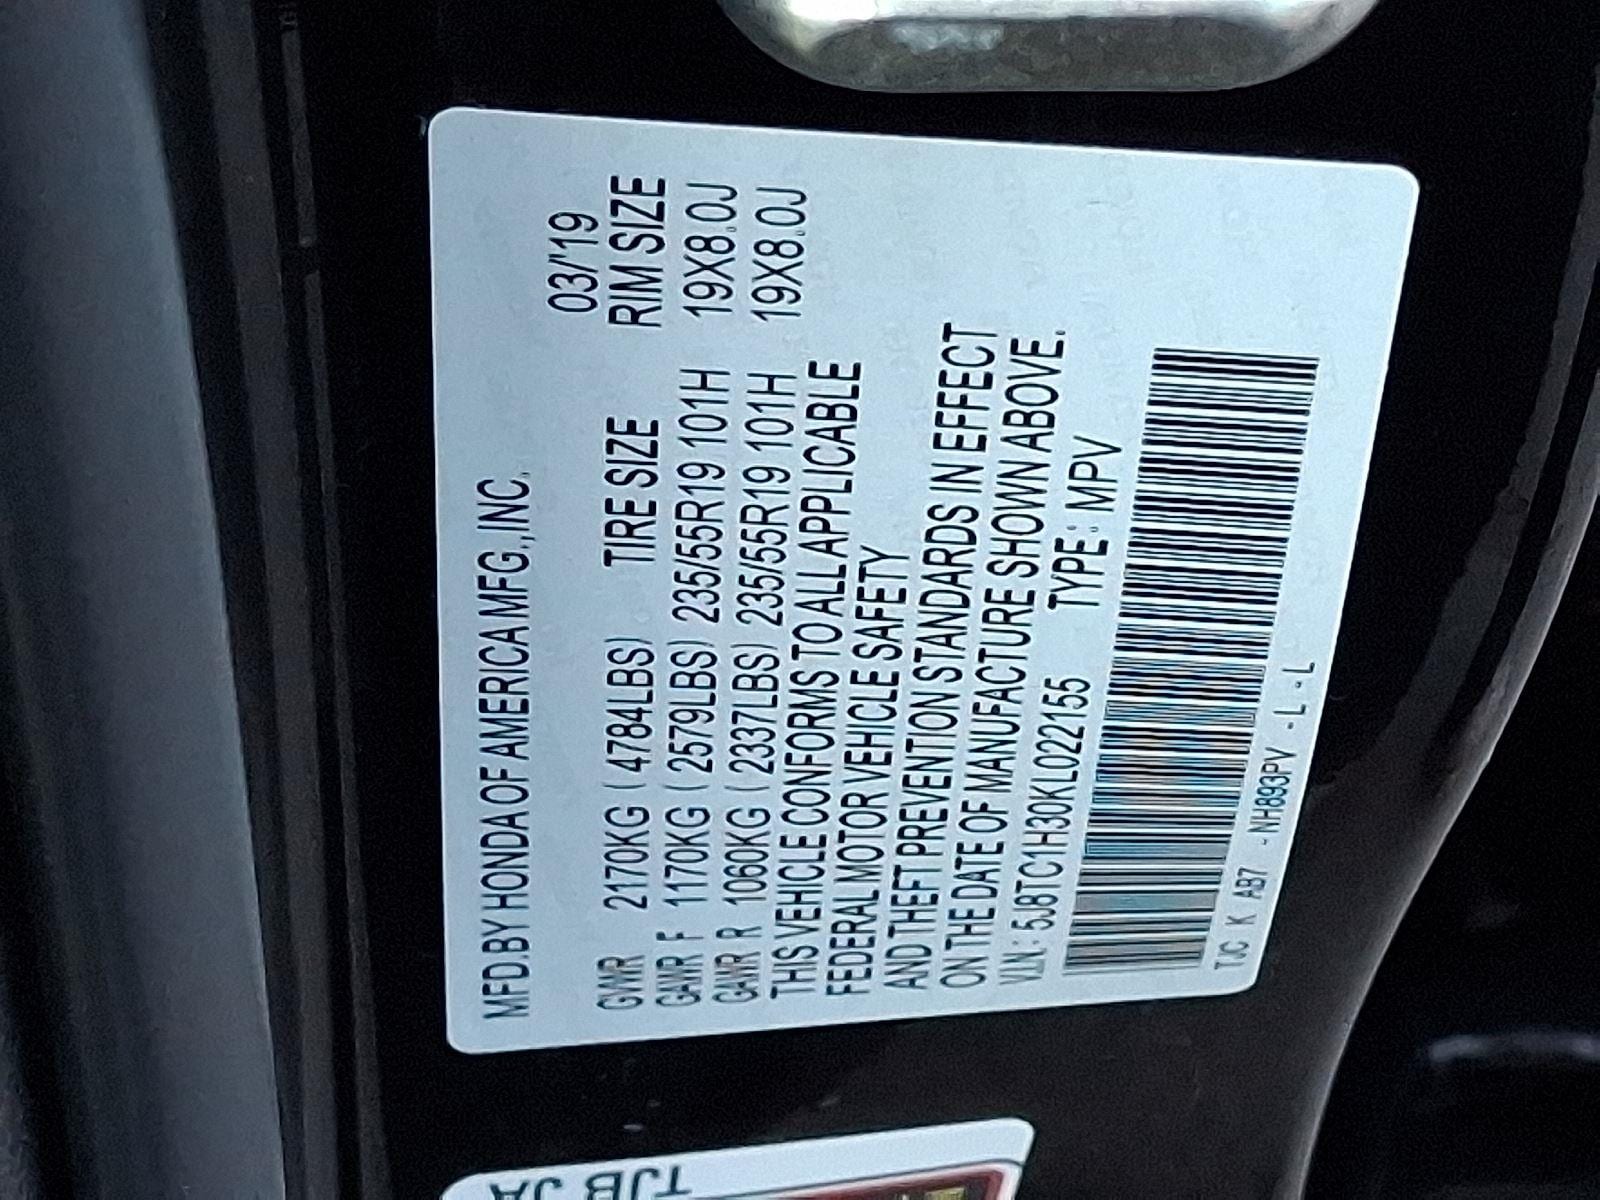 MFD.BY HONDA OF AMERICA MFG.,INC.
03/'19
GVWR 2170KG ( 4784LBS) TIRE SIZE RIM SIZE
GAWR F 1170KG ( 2579LBS) 235/55R19 101H 19X8.0J
GAWR R 1060KG ( 2337LBS) 235/55R19 101H 19X8.0J
THIS VEHICLE CONFORMS TO ALL APPLICABLE
FEDERAL MOTOR VEHICLE SAFETY
AND THEFT PREVENTION STANDARDS IN EFFECT
ON THE DATE OF MANUFACTURE SHOWN ABOVE.
V.I.N.: 5J8TC1H30KL022155 TYPE: MPV
TJC K AB7 -NH893PV - L - L
TJB JA